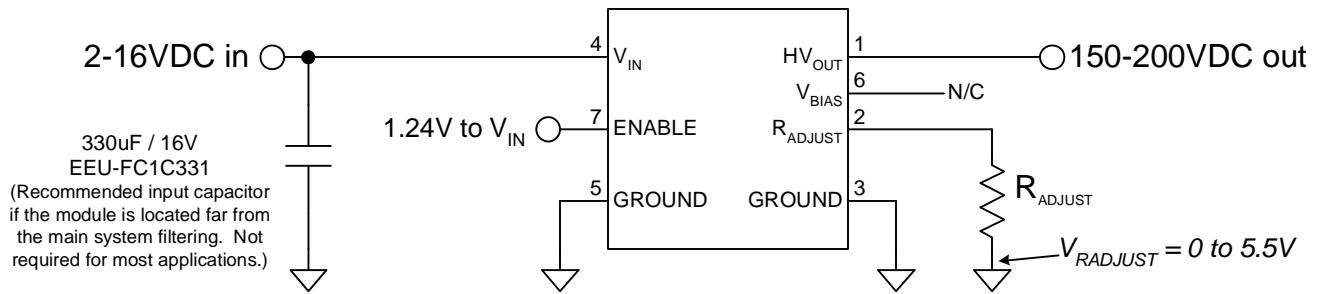 2-16VDC in
4
V_IN
HV_OUT
1
150-200VDC out
V_BIAS
6
N/C
1.24V to V_IN
7
ENABLE
R_ADJUST
2
330uF / 16V
EEU-FC1C331
(Recommended input capacitor
if the module is located far from
the main system filtering. Not
required for most applications.)
5
GROUND
GROUND
3
R_ADJUST
V_RADJUST = 0 to 5.5V